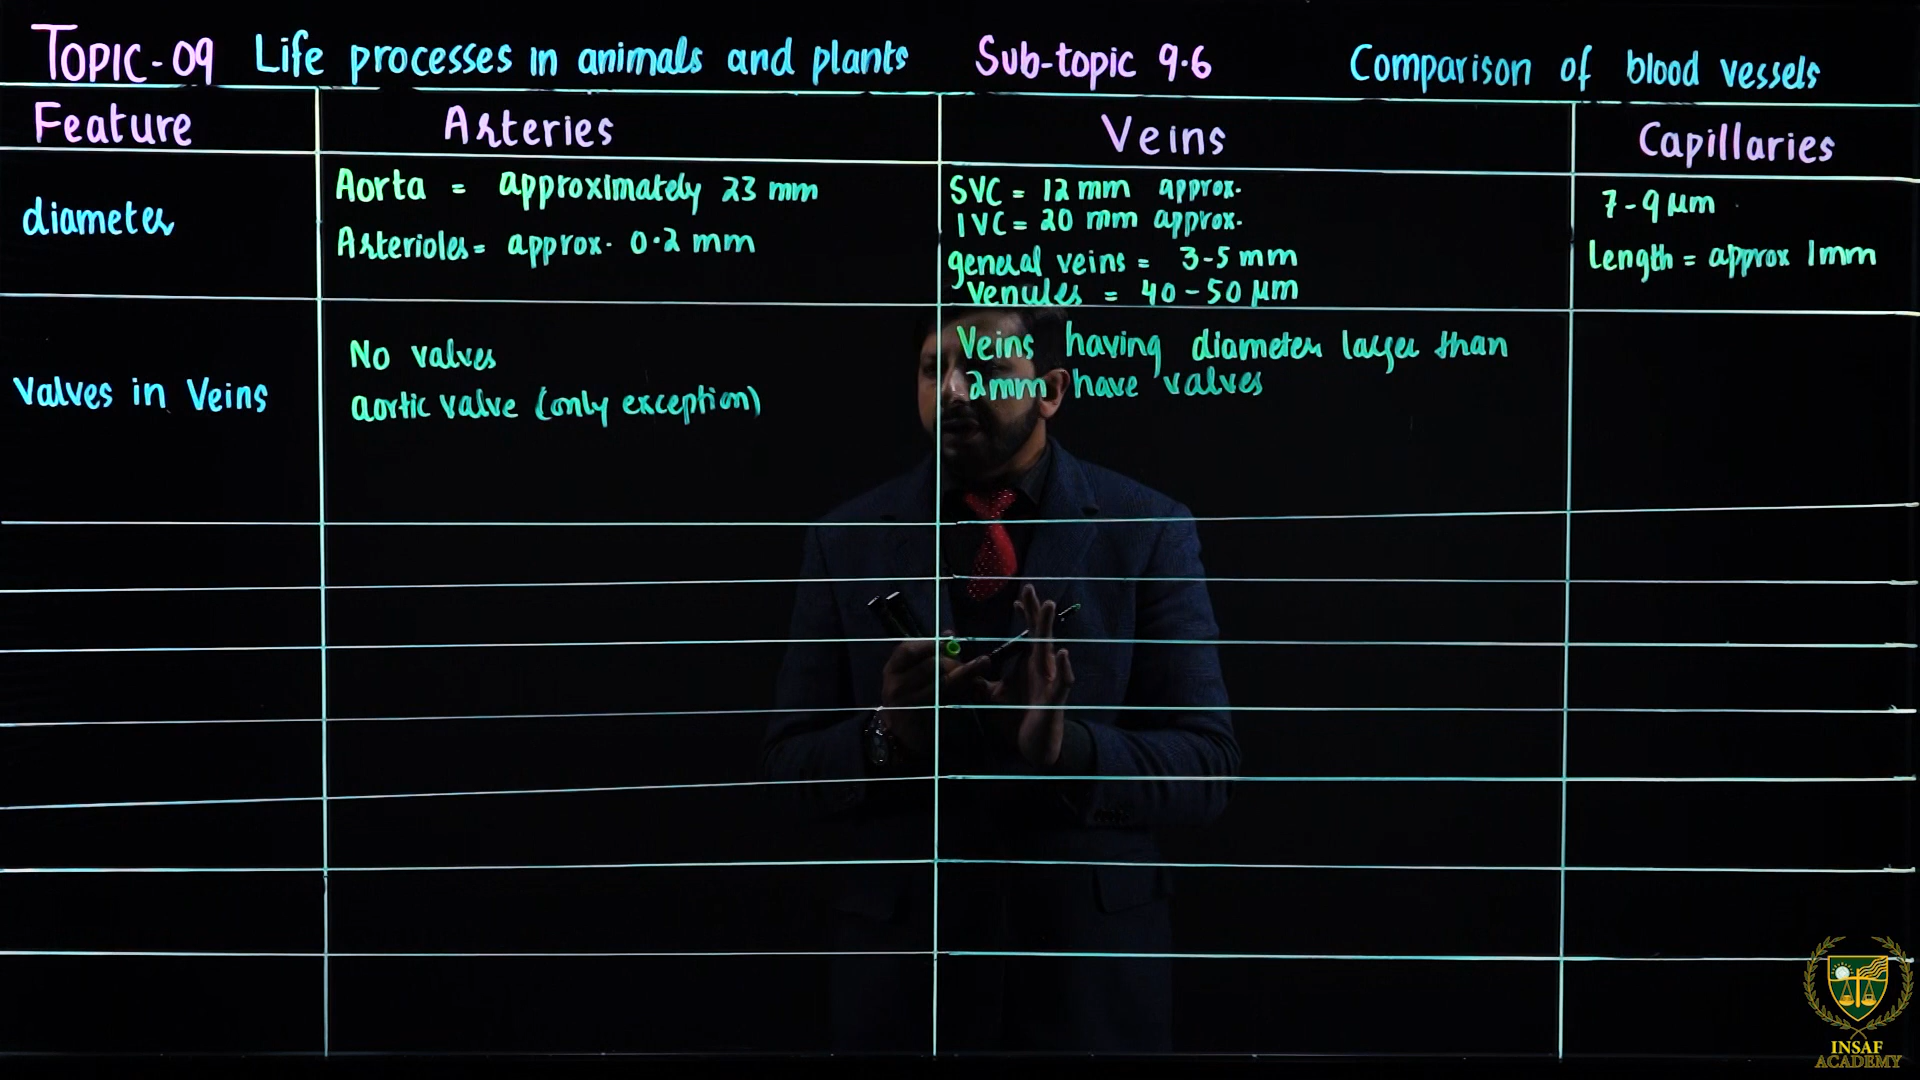 TOPIC-09 Life processes in animals and plants Sub-topic 9.6 Comparison of blood vessels
Feature Arteries Veins Capillaries
diameter
Aorta = approximately 23 mm
Arterioles = approx. 0.2 mm
SVC = 12 mm approx.
IVC = 20 mm approx.
general veins = 3-5 mm
venules = 40-50 μm
7-9 μm
Length = approx 1mm
Valves in Veins
No valves
aortic valve (only exception)
Veins having diameter larger than
2mm have valves
INSAF
ACADEMY